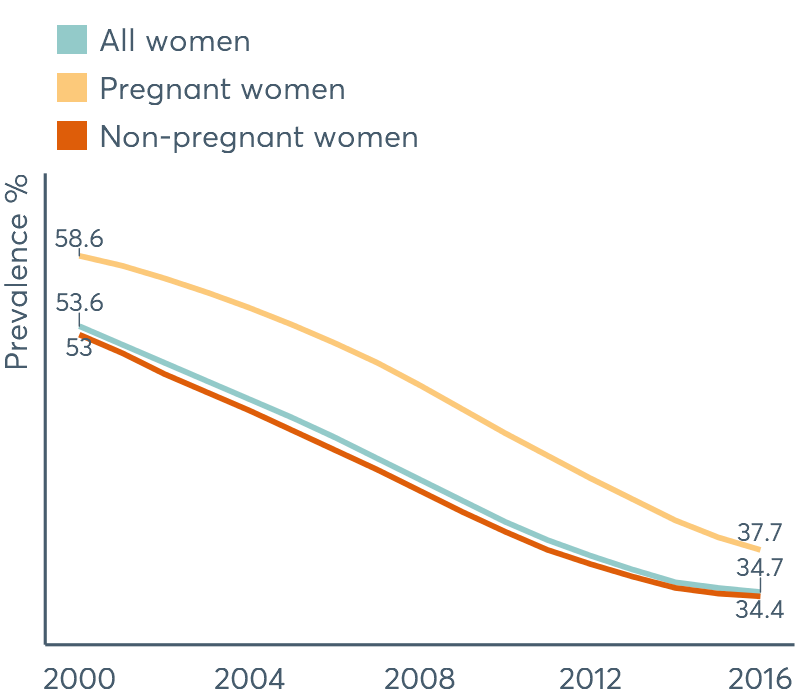 All women
Pregnant women
Non-pregnant women
Prevalence %
58.6
53.6
53
37.7
34.7
34.4
2000 2004 2008 2012 2016